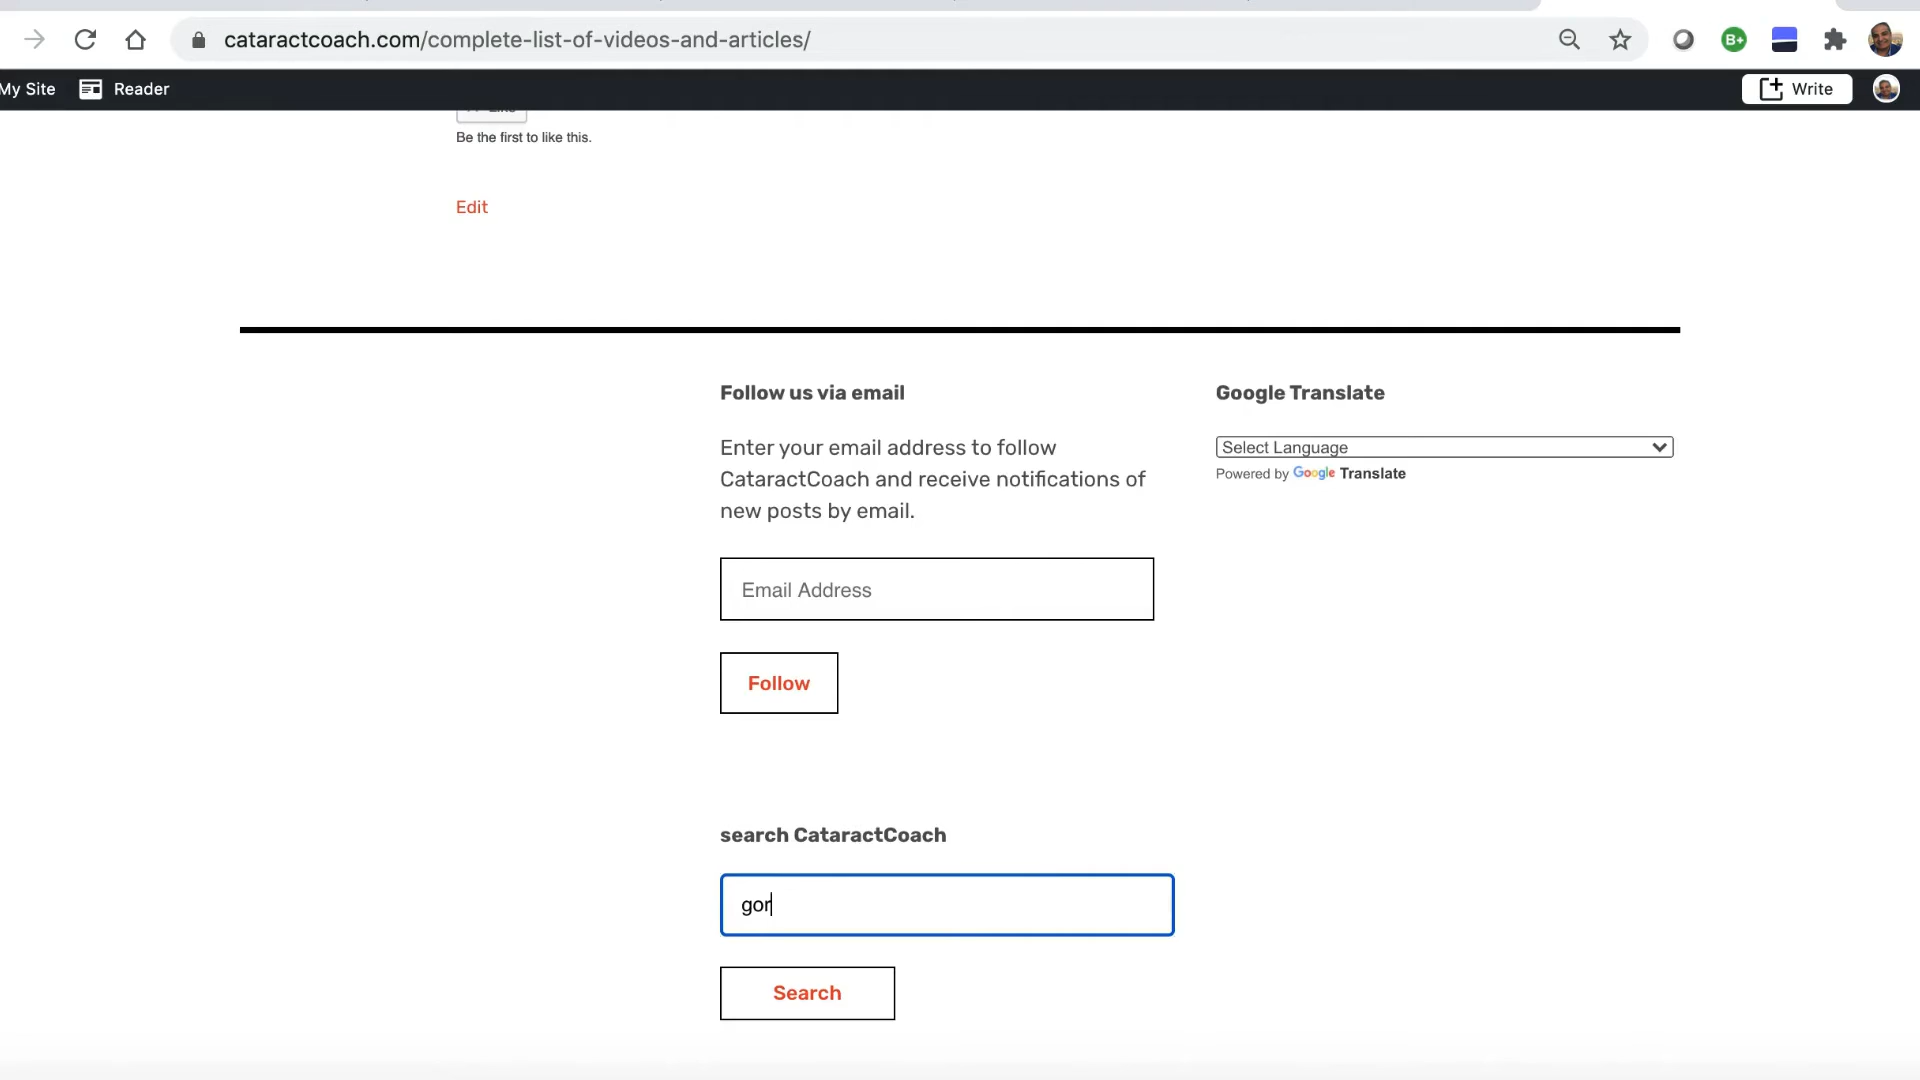 cataractcoach.com/complete-list-of-videos-and-articles/
B+
My Site
Reader
Write
Be the first to like this.
Edit
Follow us via email
Google Translate
Enter your email address to follow
CataractCoach and receive notifications of
new posts by email.
Select Language
Powered by Google Translate
Email Address
Follow
search CataractCoach
gor
Search